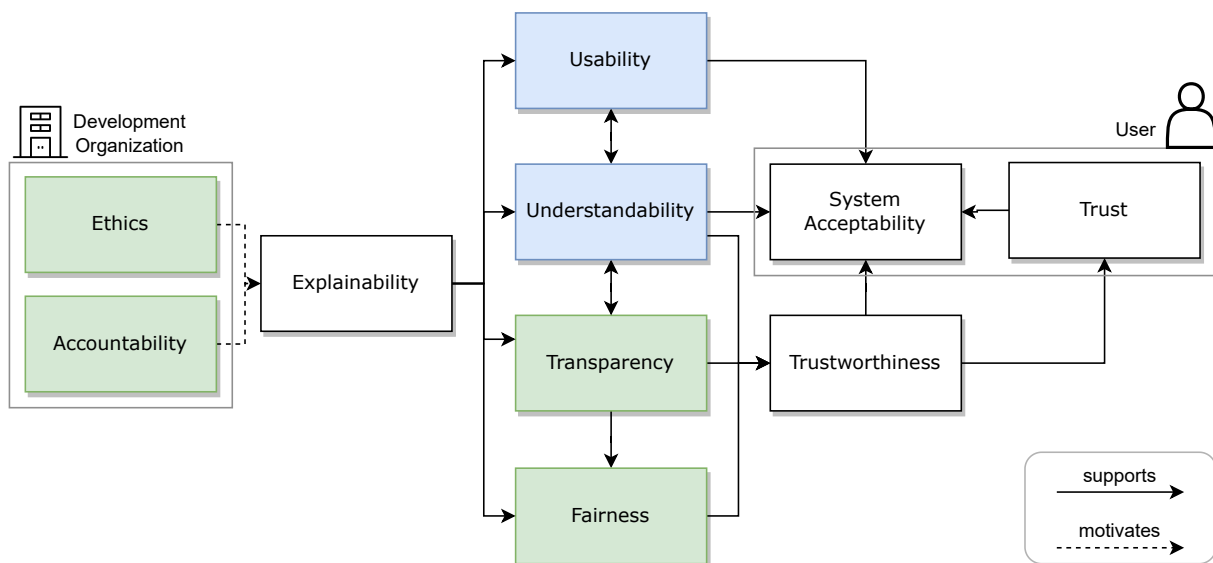 Development
Organization
Ethics
Accountability
Explainability
Usability
Understandability
Transparency
Fairness
User
System
Acceptability
Trust
Trustworthiness
supports
motivates